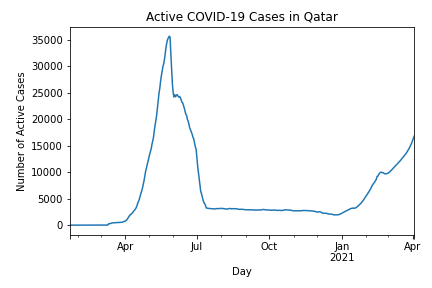 Active COVID-19 Cases in Qatar
Number of Active Cases
35000
30000
25000
20000
15000
10000
5000
0
Apr
Jul
Oct
Jan
2021
Apr
Day